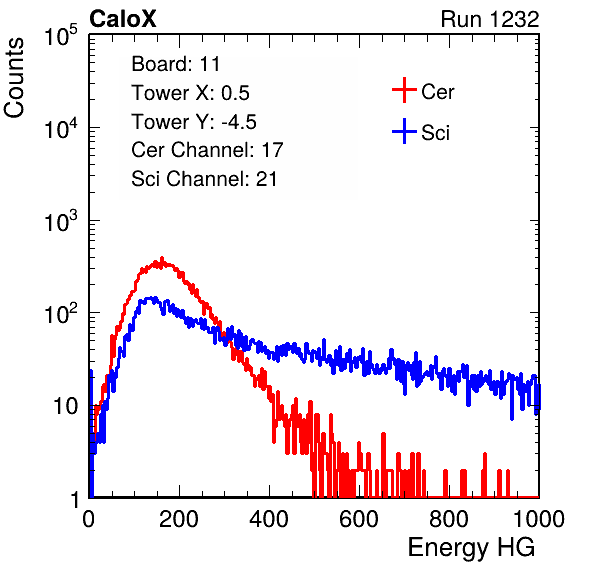 CaloX Run 1232
Counts
Board: 11
Tower X: 0.5
Tower Y: -4.5
Cer Channel: 17
Sci Channel: 21
Cer
Sci
10^5
10^4
10^3
10^2
10
1
0 200 400 600 800 1000
Energy HG